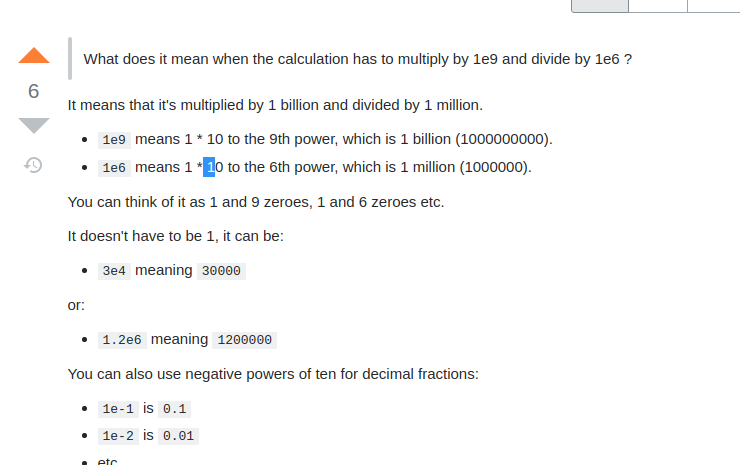 What does it mean when the calculation has to multiply by 1e9 and divide by 1e6 ?
6
It means that it's multiplied by 1 billion and divided by 1 million.
1e9 means 1 * 10 to the 9th power, which is 1 billion (1000000000).
1e6 means 1 * 10 to the 6th power, which is 1 million (1000000).
You can think of it as 1 and 9 zeroes, 1 and 6 zeroes etc.
It doesn't have to be 1, it can be:
3e4 meaning 30000
or:
1.2e6 meaning 1200000
You can also use negative powers of ten for decimal fractions:
1e-1 is 0.1
1e-2 is 0.01
etc